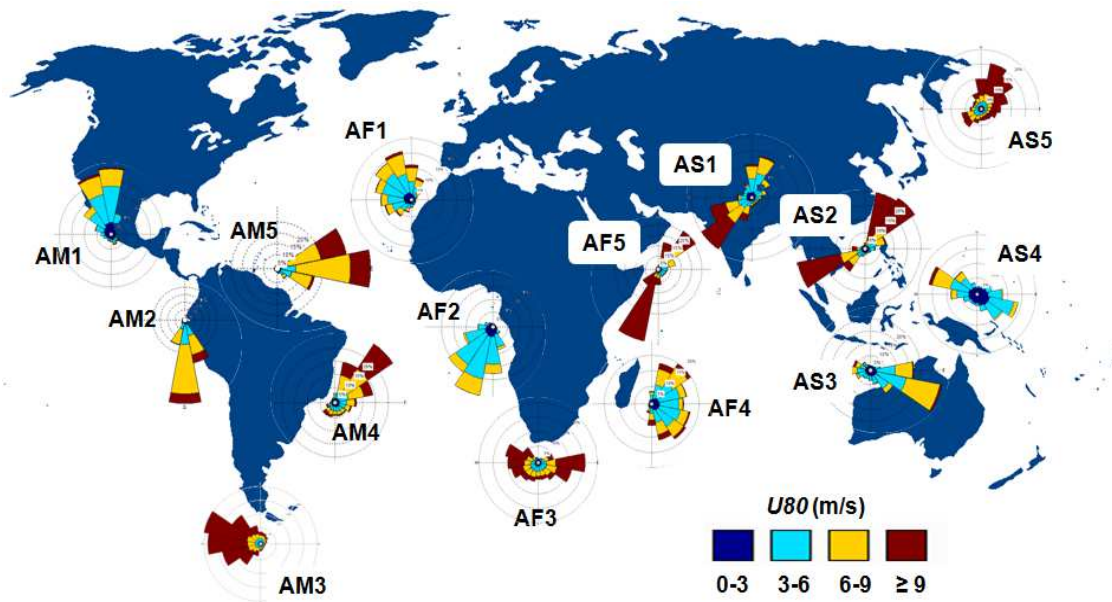 AS5
AF1
AS1
AS2
AM5
AF5
AM1
AS4
AM2
AF2
AS3
AM4
AF4
AF3
AM3
U80 (m/s)
0-3 3-6 6-9 ≥ 9